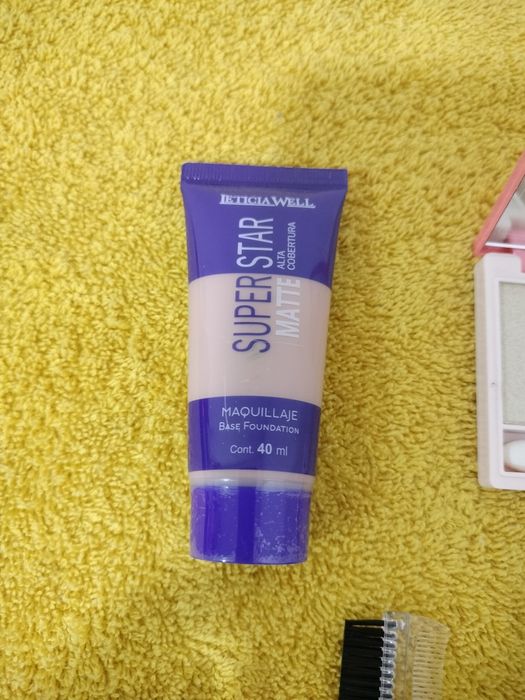 LETICIA WELL
SUPER STAR
MATTE ALTA
COBERTURA
MAQUILLAJE
BASE FOUNDATION
Cont. 40 ml